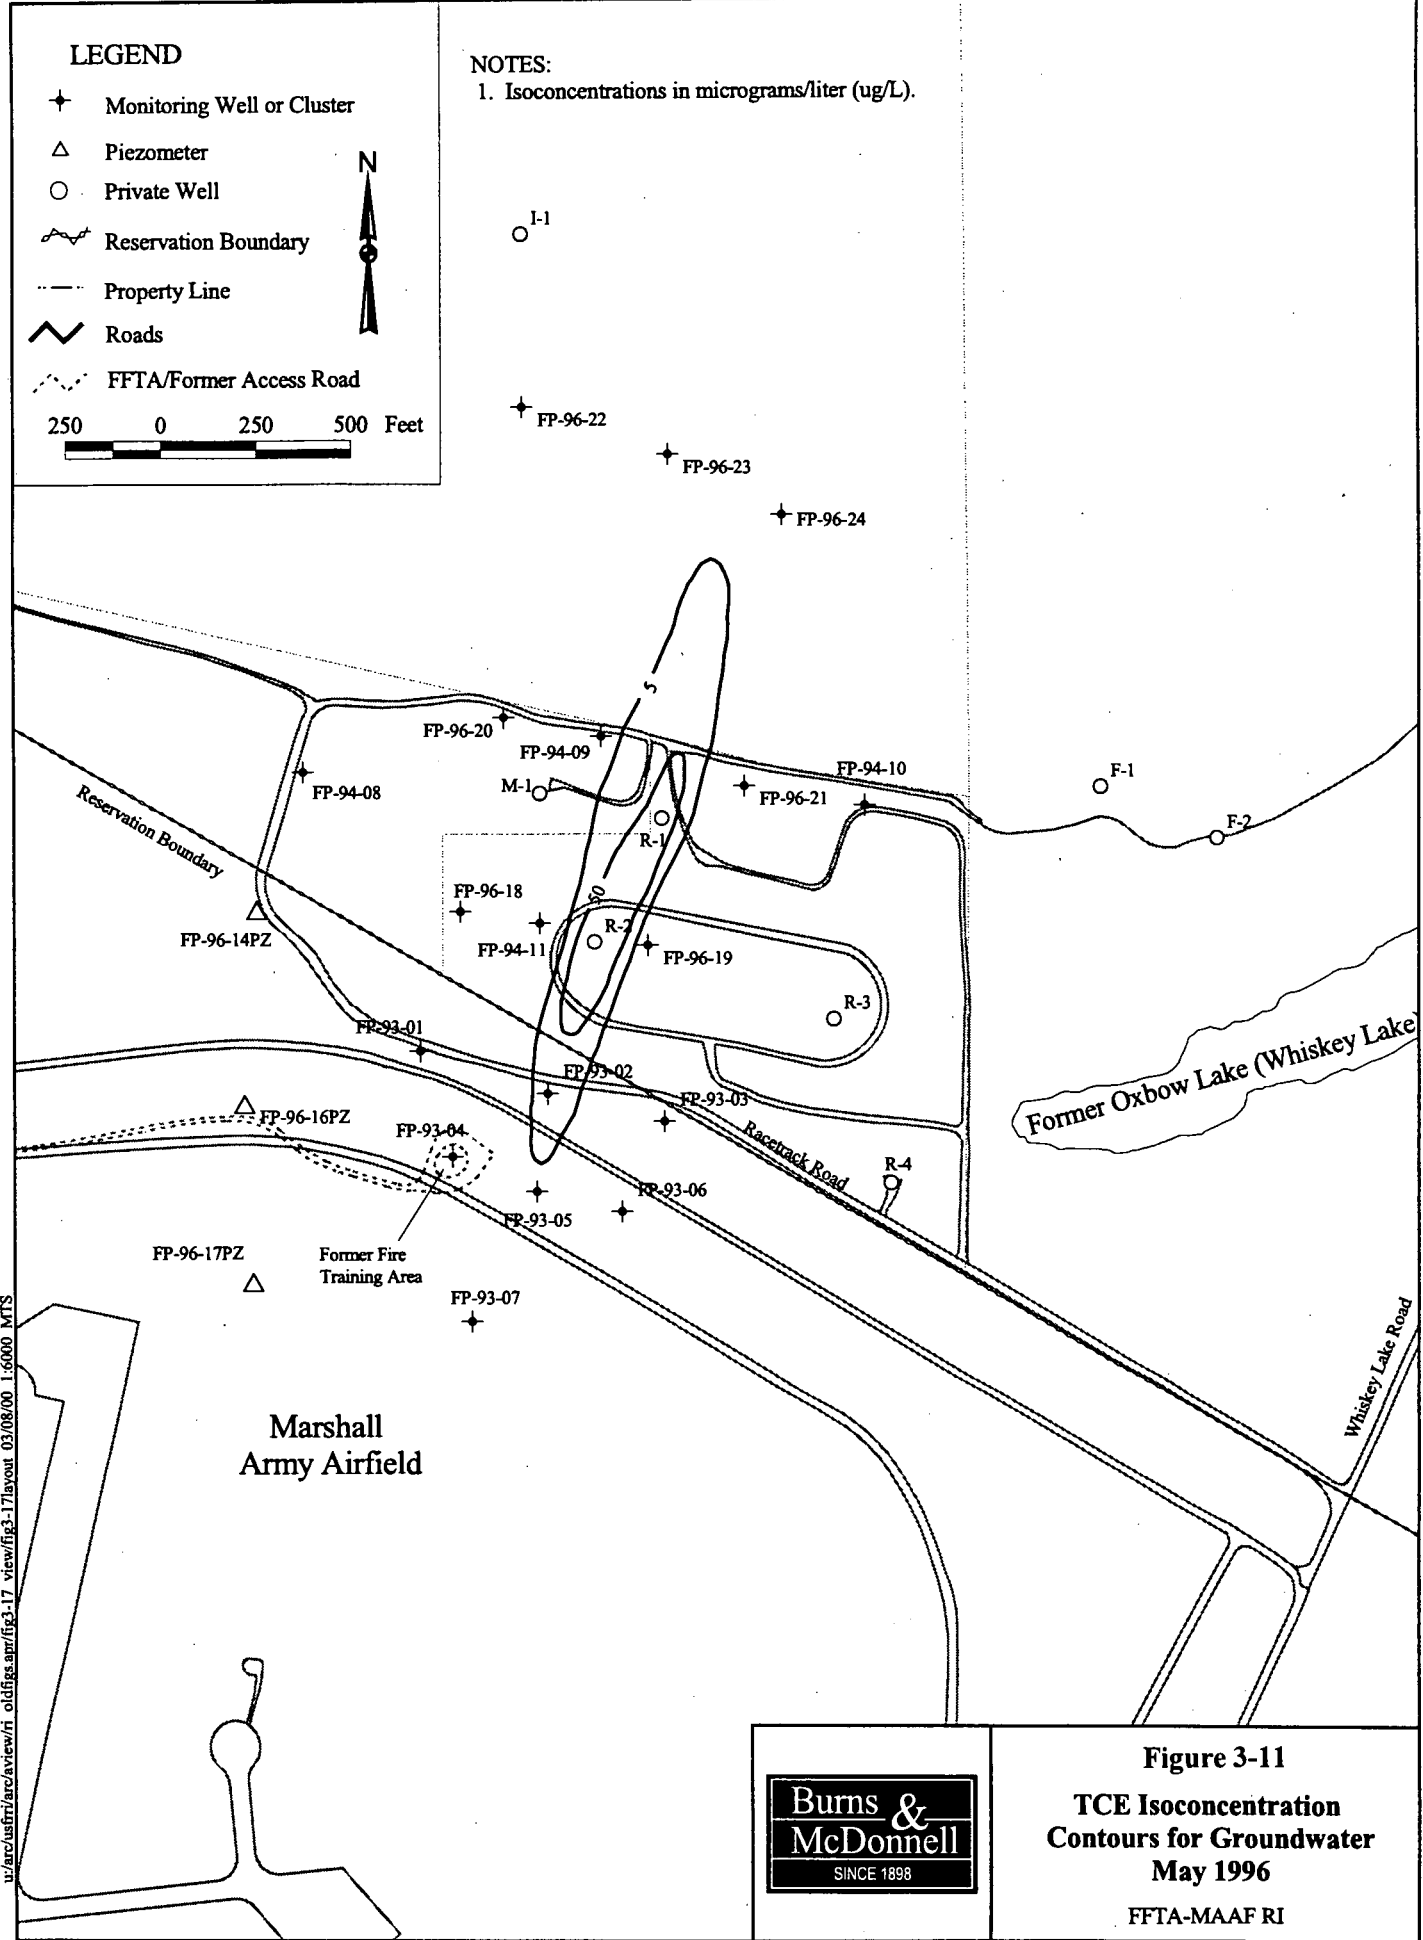 LEGEND
Monitoring Well or Cluster
Piezometer
Private Well
Reservation Boundary
Property Line
Roads
FFTA/Former Access Road
250 0 250 500 Feet
N
NOTES:
1. Isoconcentrations in micrograms/liter (ug/L).
I-1
FP-96-22
FP-96-23
FP-96-24
5
FP-96-20
FP-94-09
FP-94-10
F-1
FP-94-08
M-1
FP-96-21
Reservation Boundary
R-1
F-2
50
FP-96-18
R-2
FP-96-14PZ
FP-94-11
FP-96-19
R-3
FP-93-01
Former Oxbow Lake (Whiskey Lake)
FP-93-02
FP-93-03
FP-96-16PZ
FP-93-04
Racetrack Road
R-4
FP-93-06
FP-93-05
FP-96-17PZ
Former Fire
Training Area
FP-93-07
Whiskey Lake Road
Marshall
Army Airfield
u:/arc/usfri/arc/aview/ri oldfigs.apr/fig3-17 view/fig3-17layout 03/08/00 1:6000 MTS
Burns &
McDonnell
SINCE 1898
Figure 3-11
TCE Isoconcentration
Contours for Groundwater
May 1996
FFTA-MAAF RI